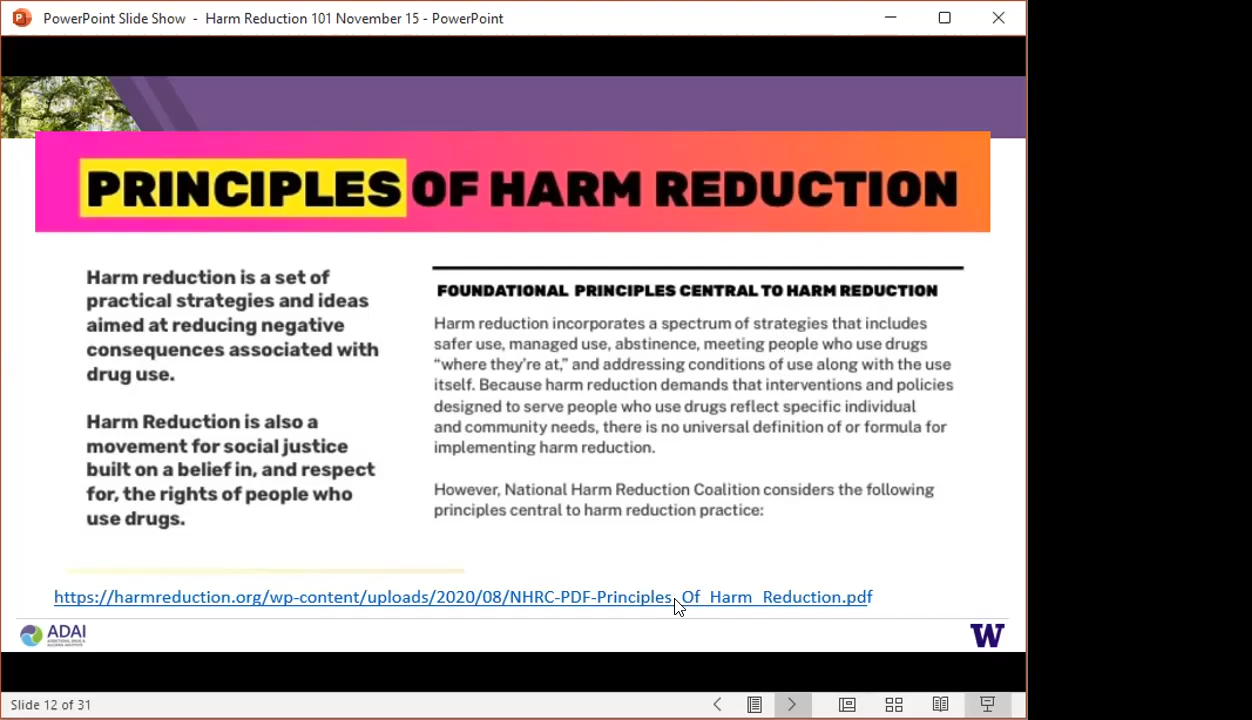 PowerPoint Slide Show - Harm Reduction 101 November 15 - PowerPoint
PRINCIPLES OF HARM REDUCTION
Harm reduction is a set of
practical strategies and ideas
aimed at reducing negative
consequences associated with
drug use.
Harm Reduction is also a
movement for social justice
built on a belief in, and respect
for, the rights of people who
use drugs.
FOUNDATIONAL PRINCIPLES CENTRAL TO HARM REDUCTION
Harm reduction incorporates a spectrum of strategies that includes
safer use, managed use, abstinence, meeting people who use drugs
“where they’re at,” and addressing conditions of use along with the use
itself. Because harm reduction demands that interventions and policies
designed to serve people who use drugs reflect specific individual
and community needs, there is no universal definition of or formula for
implementing harm reduction.
However, National Harm Reduction Coalition considers the following
principles central to harm reduction practice:
https://harmreduction.org/wp-content/uploads/2020/08/NHRC-PDF-Principles_Of_Harm_Reduction.pdf
ADAI
W
Slide 12 of 31